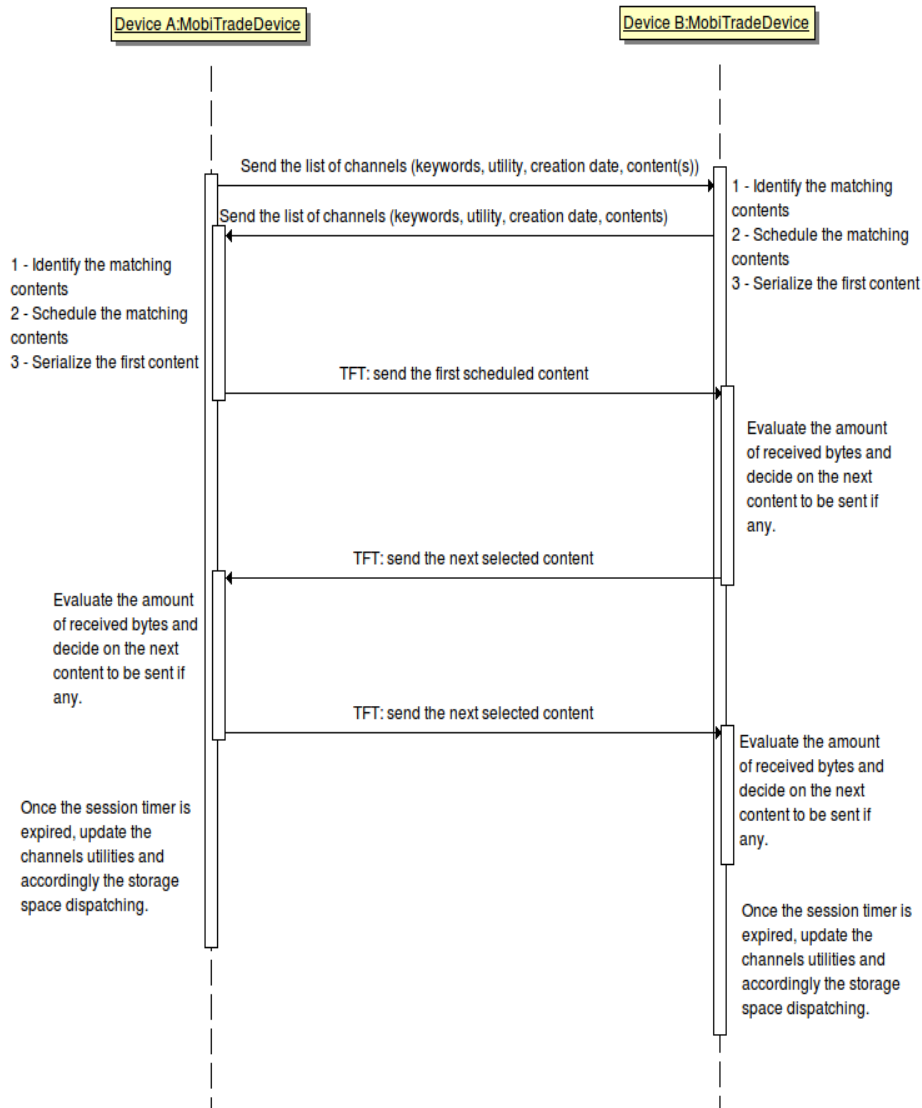 Device A:MobiTradeDevice
Device B:MobiTradeDevice
Send the list of channels (keywords, utility, creation date, content(s))
1 - Identify the matching
contents
2 - Schedule the matching
contents
3 - Serialize the first content
Send the list of channels (keywords, utility, creation date, contents)
1 - Identify the matching
contents
2 - Schedule the matching
contents
3 - Serialize the first content
TFT: send the first scheduled content
Evaluate the amount
of received bytes and
decide on the next
content to be sent if
any.
TFT: send the next selected content
Evaluate the amount
of received bytes and
decide on the next
content to be sent if
any.
TFT: send the next selected content
Evaluate the amount
of received bytes and
decide on the next
content to be sent if
any.
Once the session timer is
expired, update the
channels utilities and
accordingly the storage
space dispatching.
Once the session timer is
expired, update the
channels utilities and
accordingly the storage
space dispatching.